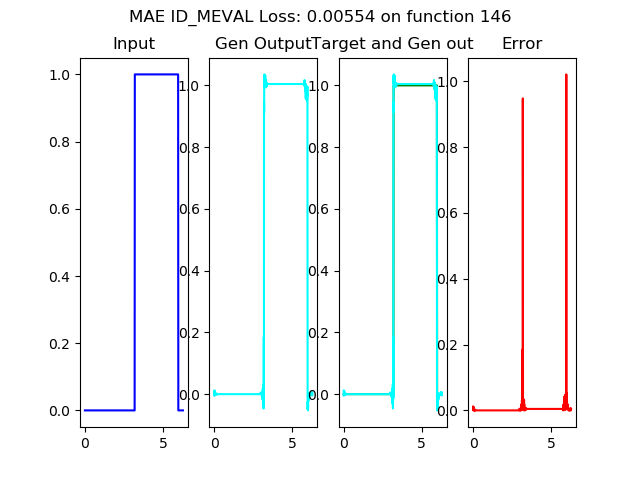 MAE ID_MEVAL Loss: 0.00554 on function 146
Input Gen Output Target and Gen out Error
1.0 1.0 1.0 1.0
0.8 0.8 0.8 0.8
0.6 0.6 0.6 0.6
0.4 0.4 0.4 0.4
0.2 0.2 0.2 0.2
0.0 0.0 0.0 0.0
0 5 0 5 0 5 0 5